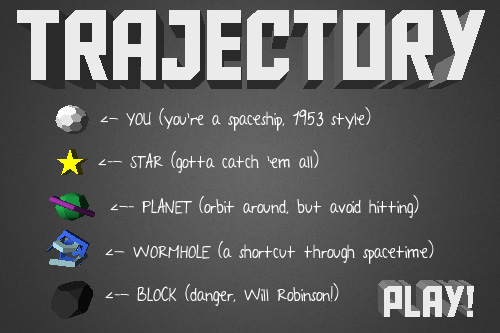 TRAJECTORY
<-- YOU (you're a spaceship, 1953 style)
<-- STAR (gotta catch 'em all)
<-- PLANET (orbit around, but avoid hitting)
<-- WORMHOLE (a shortcut through spacetime)
<-- BLOCK (danger, Will Robinson!)
PLAY!